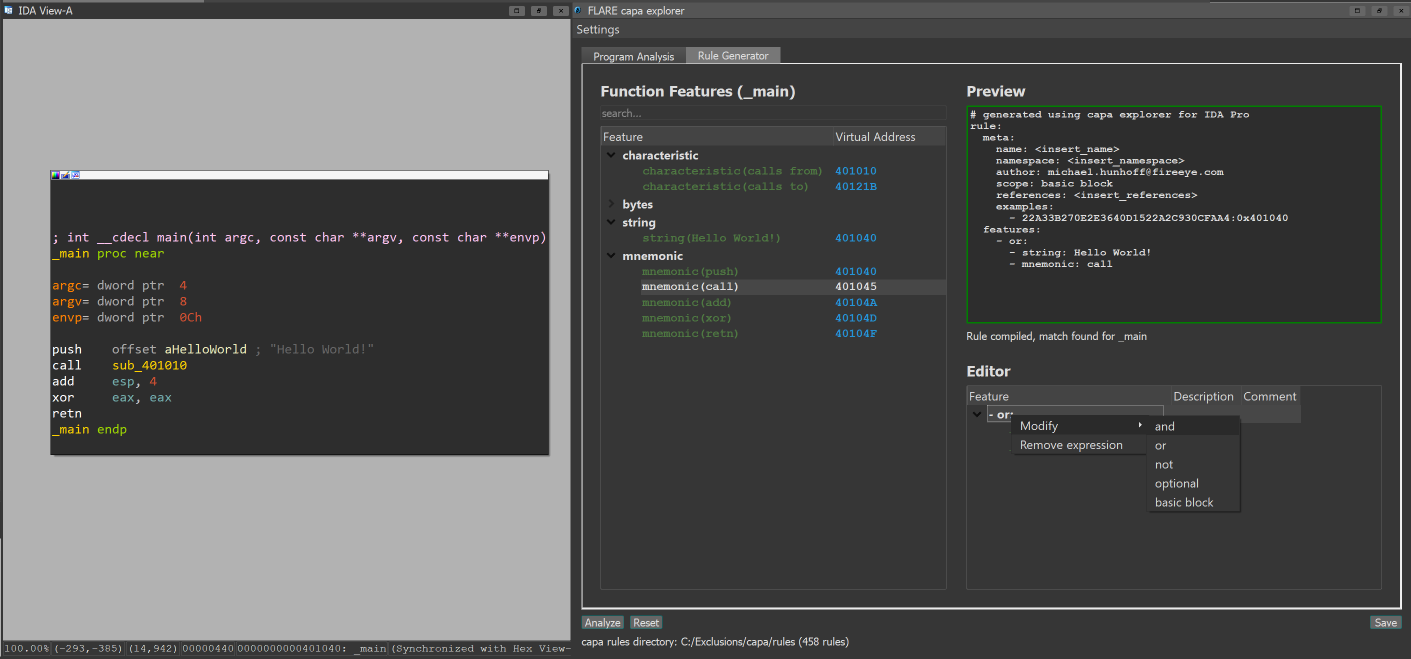 IDA View-A
; int __cdecl main(int argc, const char **argv, const char **envp)
_main proc near
argc= dword ptr  4
argv= dword ptr  8
envp= dword ptr  0Ch
push    offset aHelloWorld ; "Hello World!"
call    sub_401010
add     esp, 4
xor     eax, eax
retn
_main endp
100.00% (-293,-385) (14,942) 00000440 0000000000401040: _main (Synchronized with Hex View-
FLARE capa explorer
Settings
Program Analysis
Rule Generator
Function Features (_main)
search...
Feature Virtual Address
characteristic
characteristic(calls from) 401010
characteristic(calls to) 40121B
bytes
string
string(Hello World!) 401040
mnemonic
mnemonic(push) 401040
mnemonic(call) 401045
mnemonic(add) 40104A
mnemonic(xor) 40104D
mnemonic(retn) 40104F
Preview
# generated using capa explorer for IDA Pro
rule:
  meta:
    name: <insert_name>
    namespace: <insert_namespace>
    author: michael.hunhoff@fireeye.com
    scope: basic block
    references: <insert_references>
    examples:
      - 22A33B270E2E3640D1522A2C930CFAA4:0x401040
  features:
    - or:
      - string: Hello World!
      - mnemonic: call
Rule compiled, match found for _main
Editor
Feature Description Comment
- or:
Modify
Remove expression
and
or
not
optional
basic block
Analyze
Reset
Save
capa rules directory: C:/Exclusions/capa/rules (458 rules)